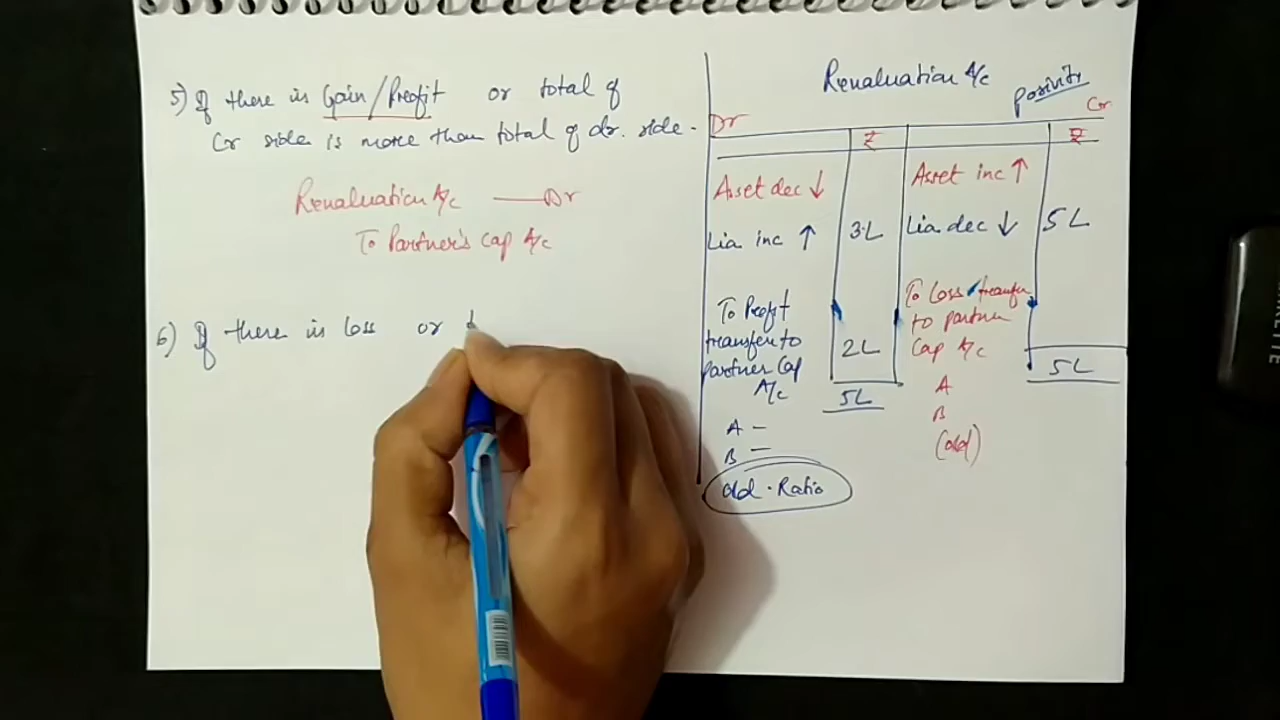 5) If there is Gain/Profit or total of
Cr side is more than total of dr. side.
Revaluation A/c —— Dr
To Partner's Cap A/c
6) If there is loss or t
Revaluation A/c
positive
Dr
Cr
₹ ₹
Asset dec ↓
Lia inc ↑
3L
To Profit
transfer to
partner Cap
A/c
2L
5L
A –
B –
Old Ratio
Asset inc ↑
Lia dec ↓
5L
To Loss transfer
to partner
Cap A/c
5L
A
B
(old)